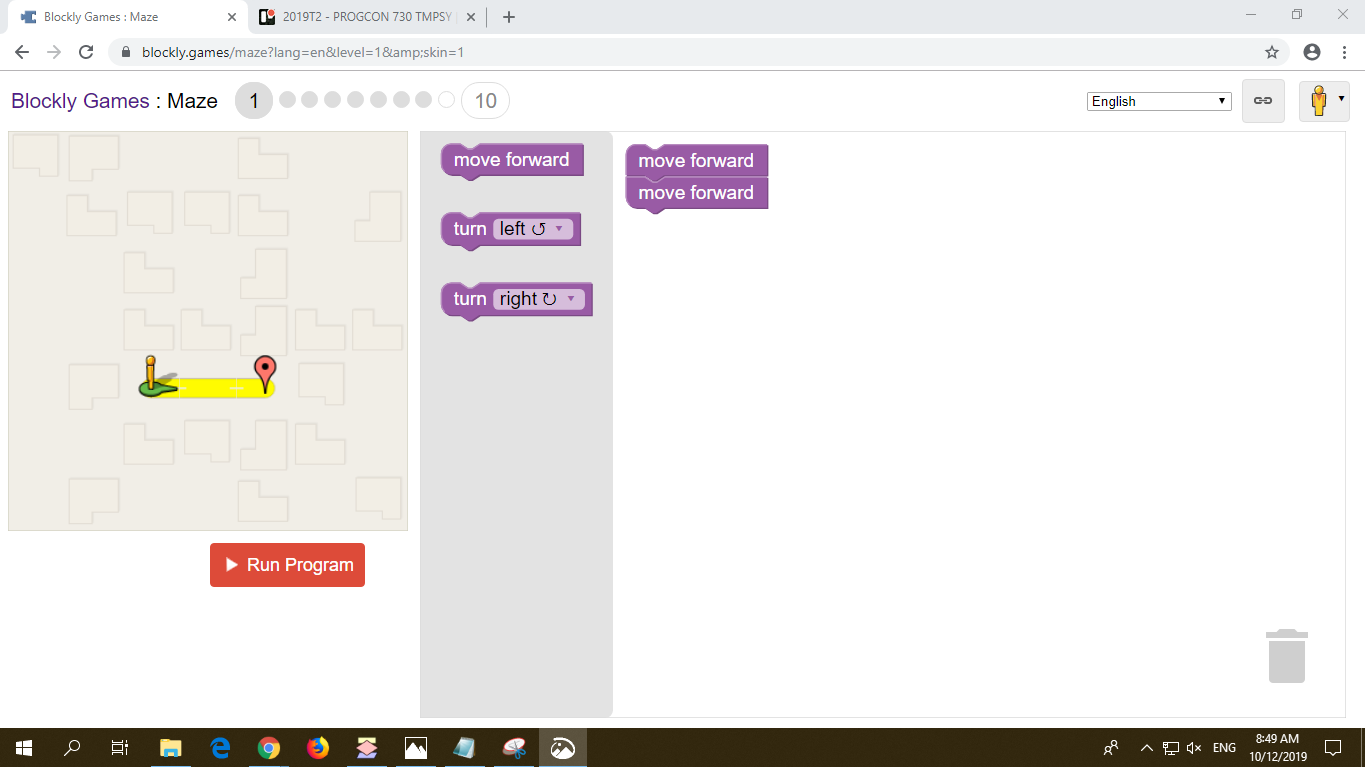 Blockly Games : Maze
2019T2 - PROGCON 730 TMPSY
blockly.games/maze?lang=en&level=1&amp;skin=1
Blockly Games : Maze
1
10
English
move forward
turn left
turn right
move forward
move forward
Run Program
ENG
8:49 AM
10/12/2019